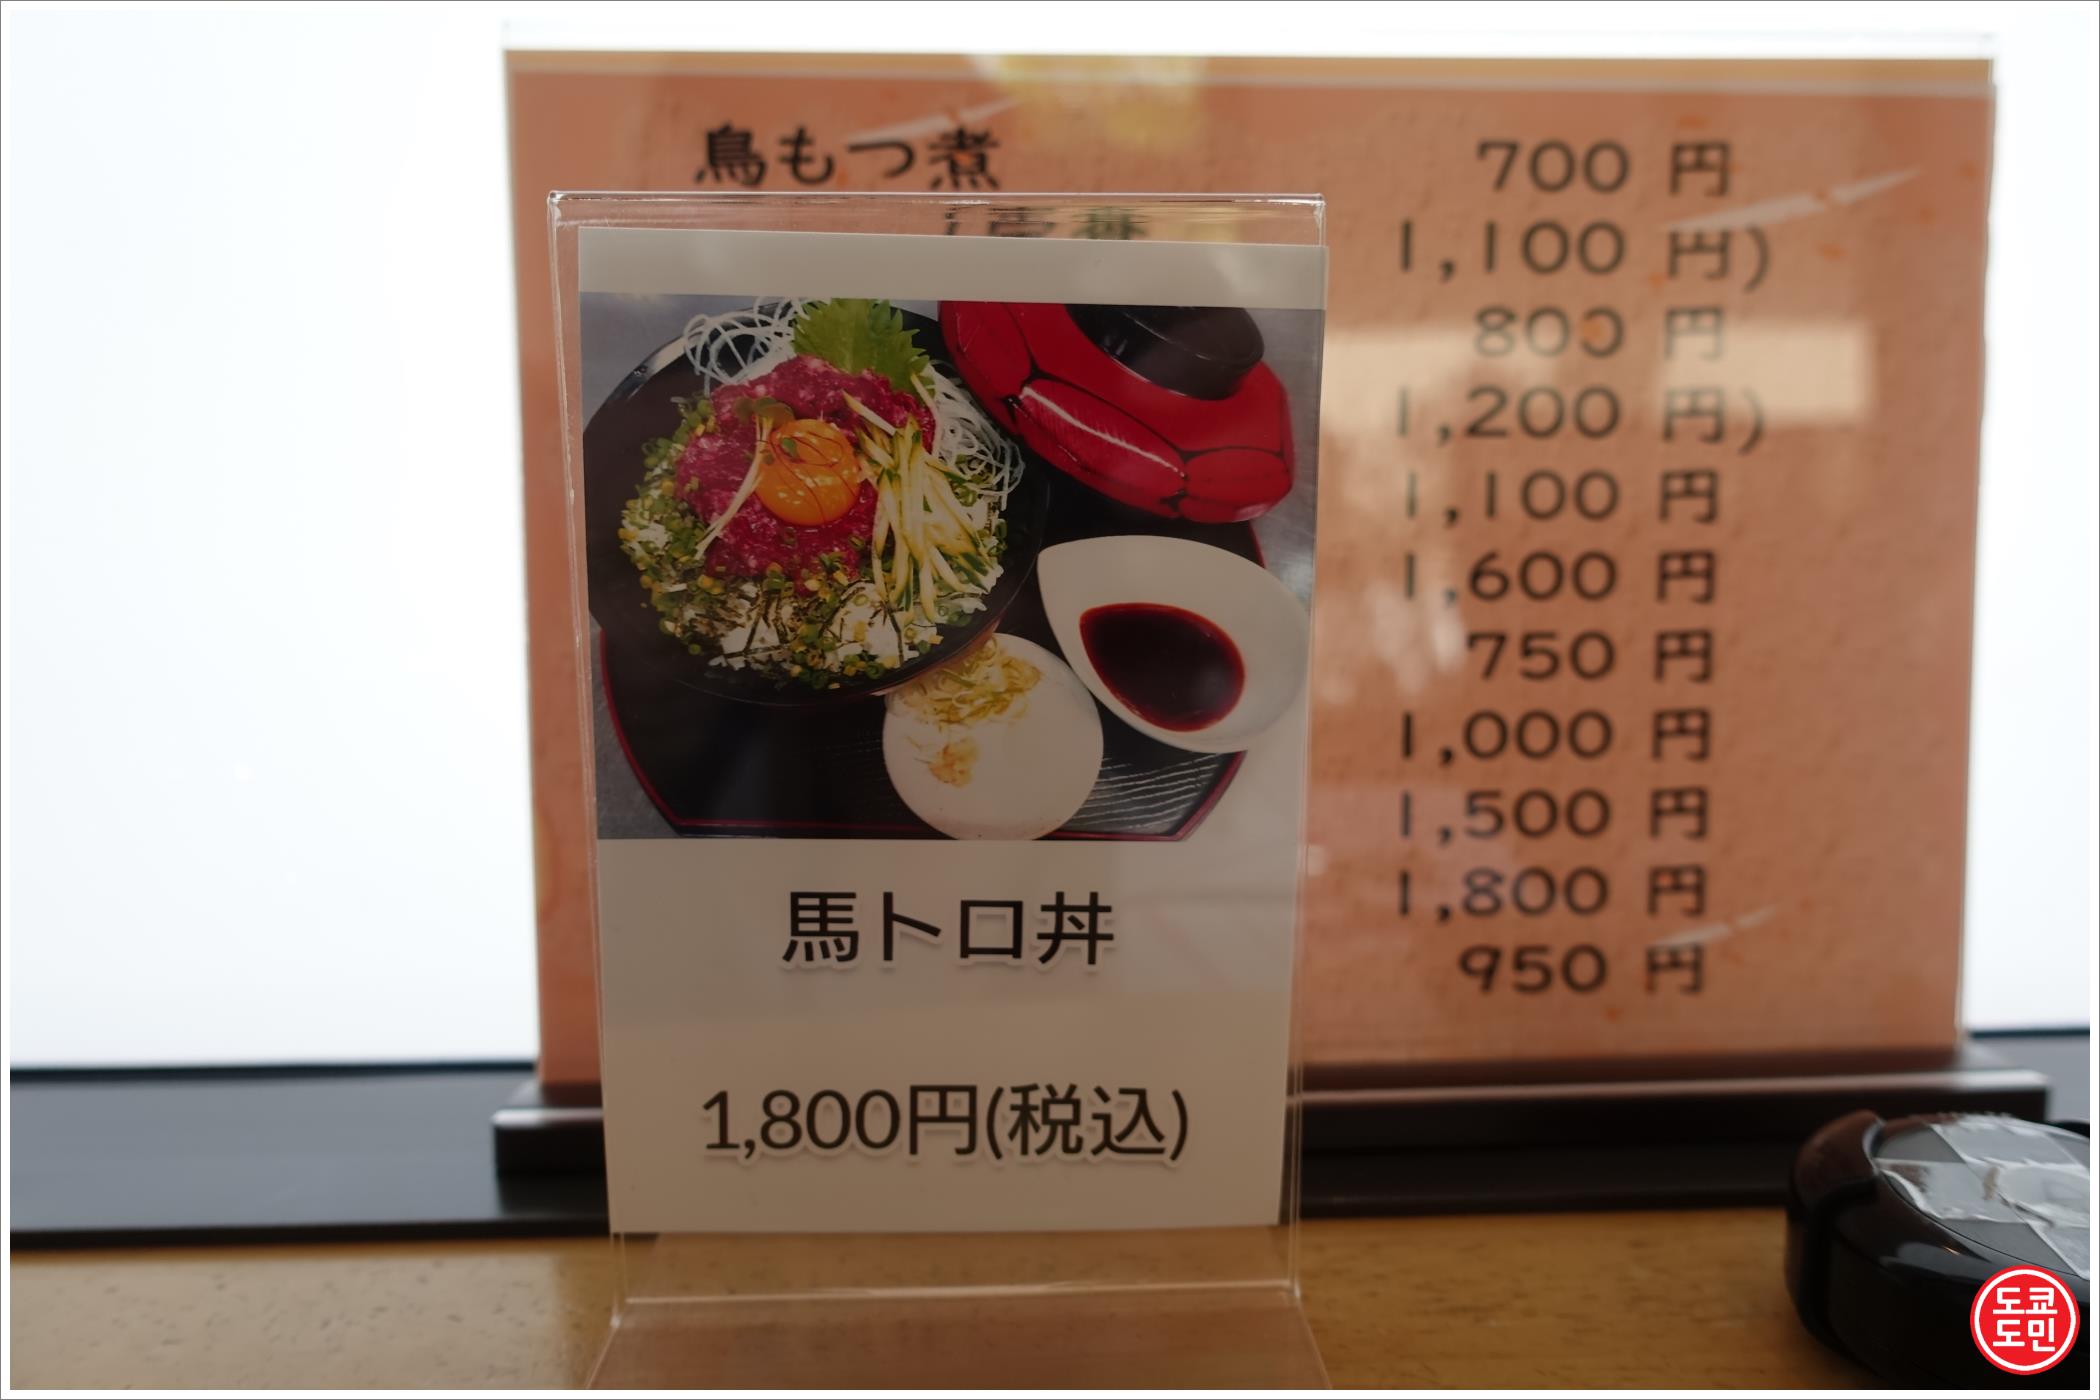 鳥もつ煮 700 円
1,100 円)
800 円
1,200 円)
1,100 円
1,600 円
750 円
1,000 円
1,500 円
1,800 円
950 円
馬トロ丼
1,800円(税込)
도쿄
도민